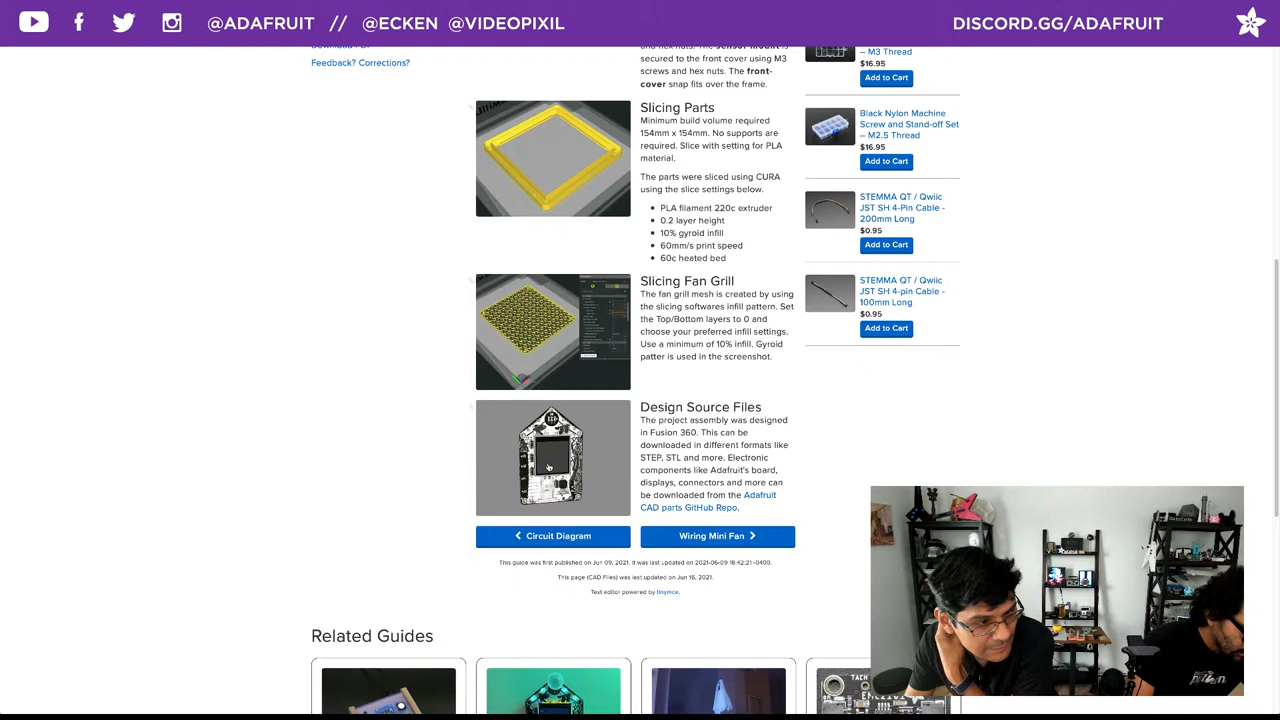 @ADAFRUIT // @ECKEN @VIDEOPIXIL
DISCORD.GG/ADAFRUIT
Feedback? Corrections?
and hex nuts. The sensor-mount is
secured to the front cover using M3
screws and hex nuts. The front-
cover snap fits over the frame.
Slicing Parts
Minimum build volume required
154mm x 154mm. No supports are
required. Slice with setting for PLA
material.
The parts were sliced using CURA
using the slice settings below.
PLA filament 220c extruder
0.2 layer height
10% gyroid infill
60mm/s print speed
60c heated bed
Slicing Fan Grill
The fan grill mesh is created by using
the slicing softwares infill pattern. Set
the Top/Bottom layers to 0 and
choose your preferred infill settings.
Use a minimum of 10% infill. Gyroid
patter is used in the screenshot.
Design Source Files
The project assembly was designed
in Fusion 360. This can be
downloaded in different formats like
STEP, STL and more. Electronic
components like Adafruit's board,
displays, connectors and more can
be downloaded from the Adafruit
CAD parts GitHub Repo.
Circuit Diagram
Wiring Mini Fan
This guide was first published on Jun 09, 2021. It was last updated on 2021-06-09 16:42:21 -0400.
This page (CAD Files) was last updated on Jun 16, 2021.
Text editor powered by tinymce.
Related Guides
– M3 Thread
$16.95
Add to Cart
Black Nylon Machine
Screw and Stand-off Set
– M2.5 Thread
$16.95
Add to Cart
STEMMA QT / Qwiic
JST SH 4-Pin Cable -
200mm Long
$0.95
Add to Cart
STEMMA QT / Qwiic
JST SH 4-pin Cable -
100mm Long
$0.95
Add to Cart
TACH